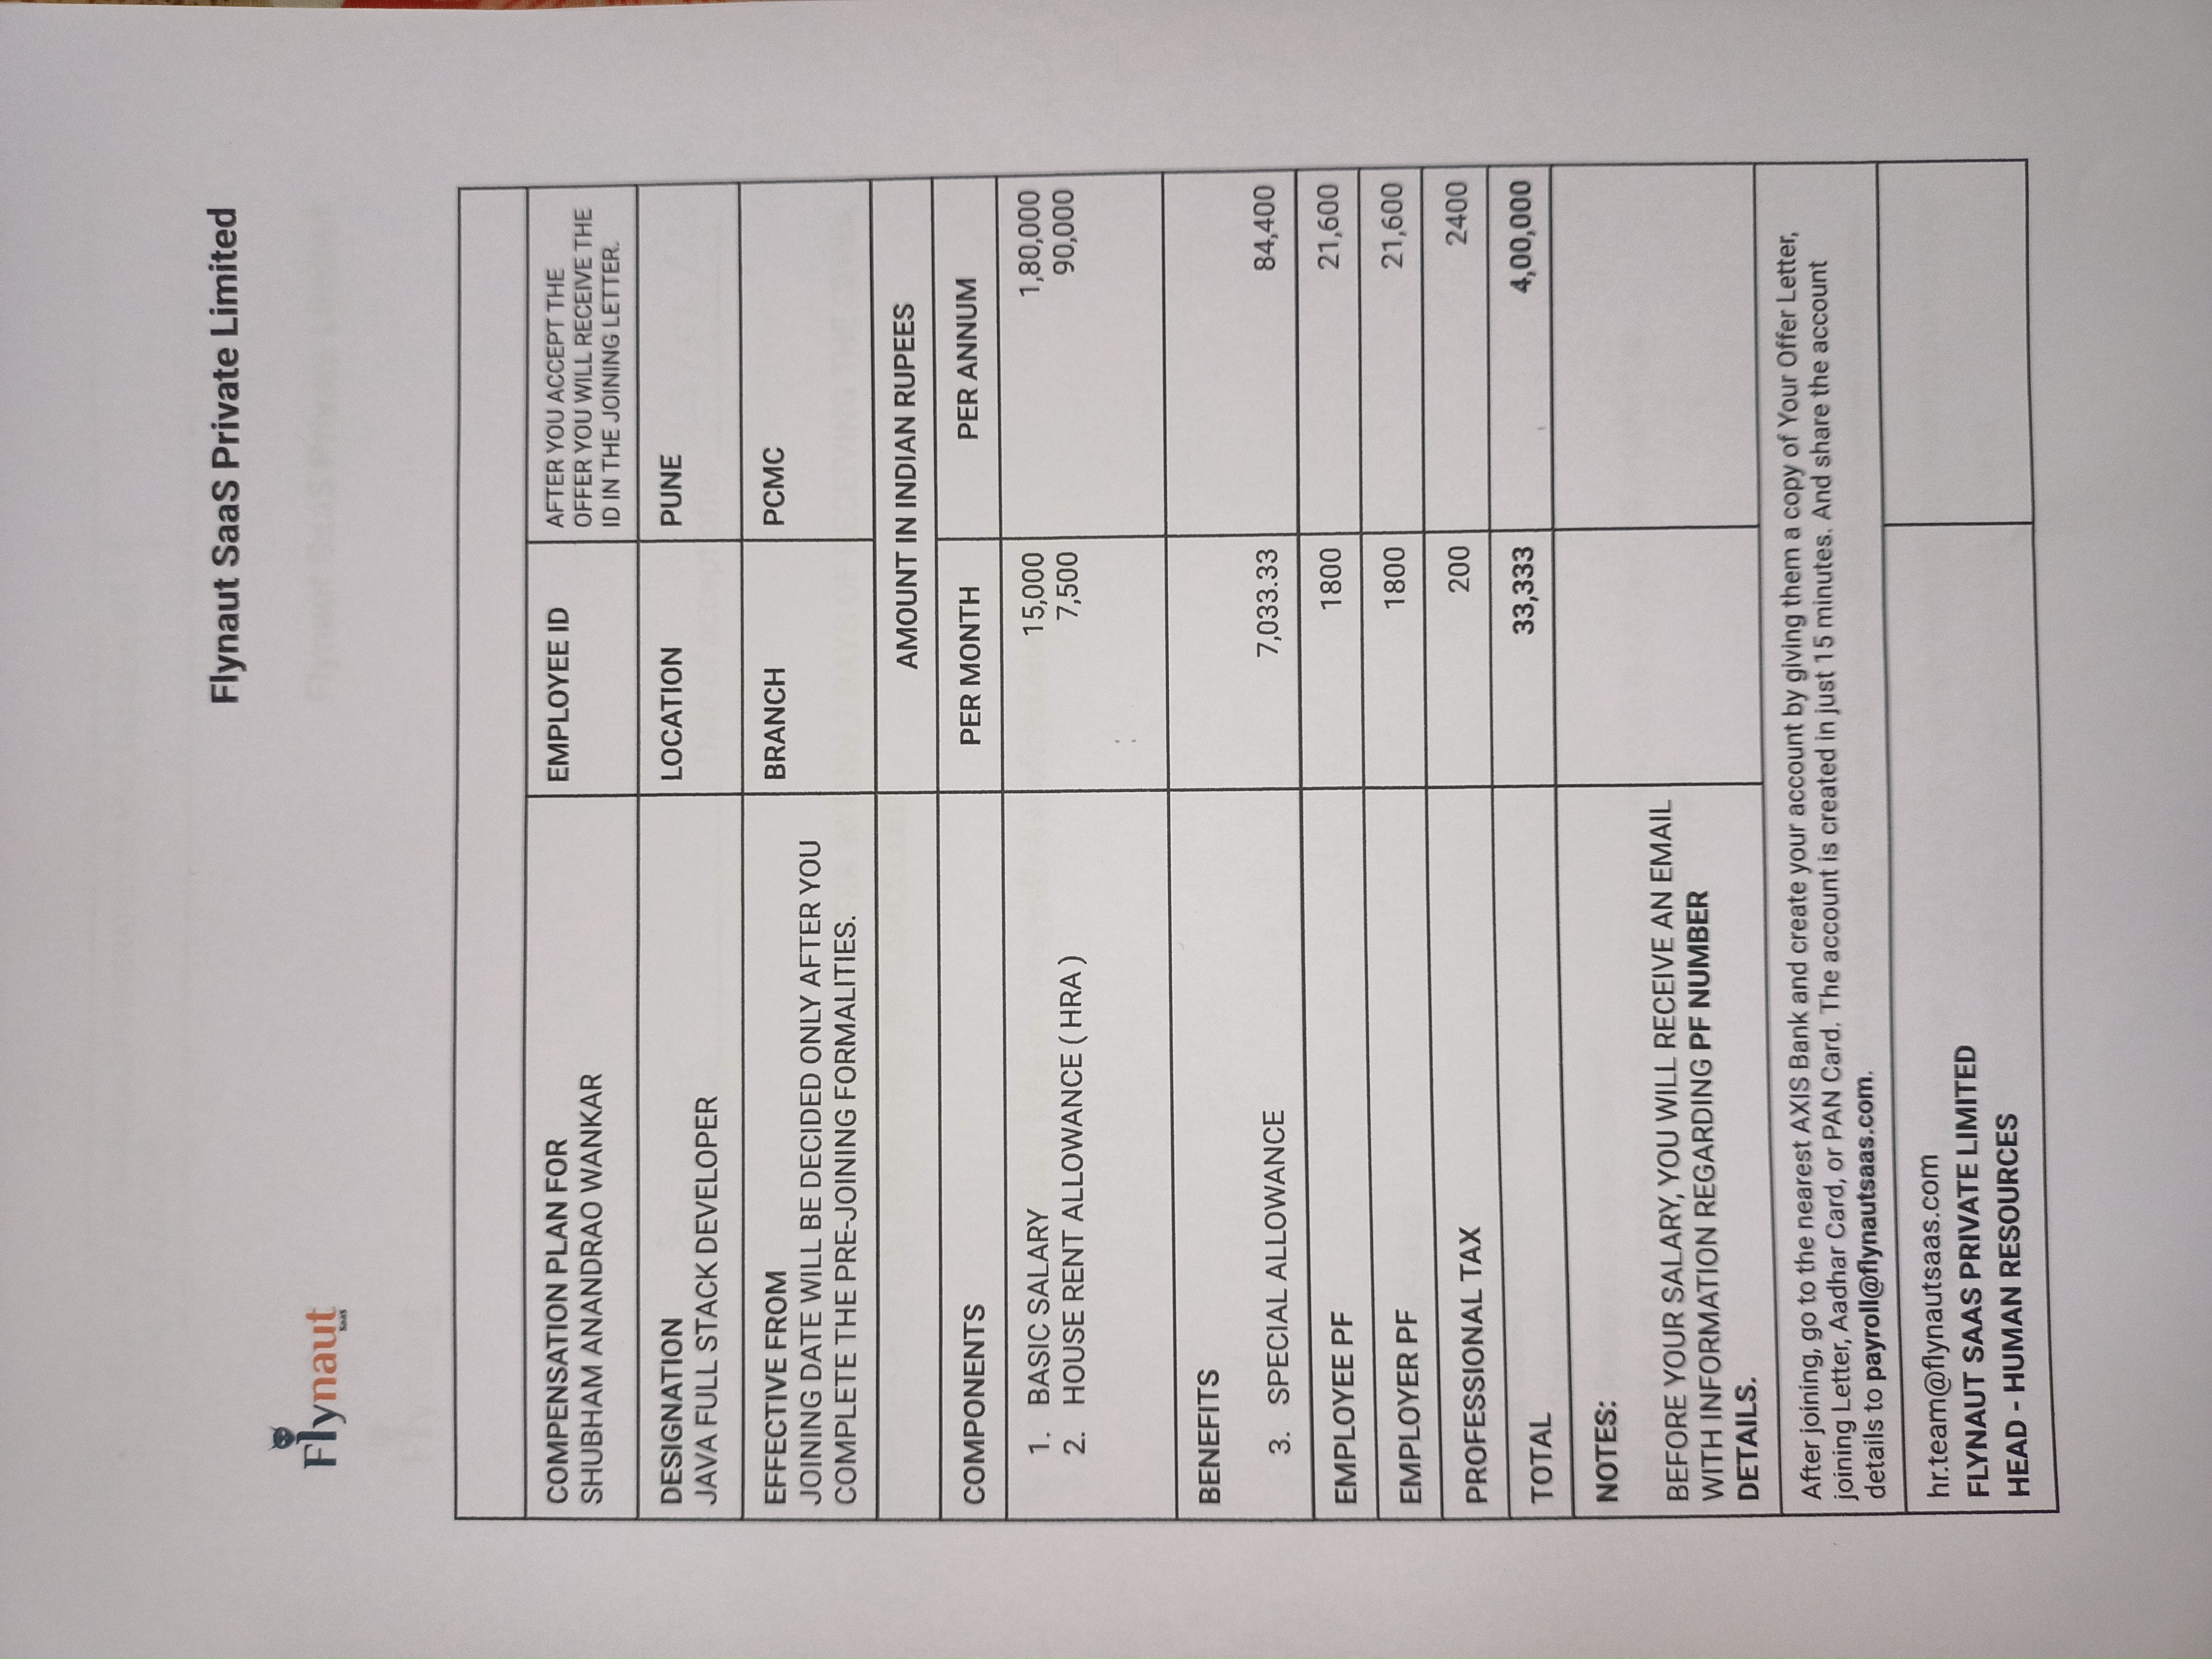 Flynaut SaaS Private Limited
Flynaut
SaaS
COMPENSATION PLAN FOR
SHUBHAM ANANDRAO WANKAR
EMPLOYEE ID
AFTER YOU ACCEPT THE
OFFER YOU WILL RECEIVE THE
ID IN THE JOINING LETTER.
DESIGNATION
JAVA FULL STACK DEVELOPER
LOCATION
PUNE
EFFECTIVE FROM
JOINING DATE WILL BE DECIDED ONLY AFTER YOU
COMPLETE THE PRE-JOINING FORMALITIES.
BRANCH
PCMC
AMOUNT IN INDIAN RUPEES
COMPONENTS PER MONTH PER ANNUM
1. BASIC SALARY 15,000 1,80,000
2. HOUSE RENT ALLOWANCE ( HRA ) 7,500 90,000
BENEFITS
3. SPECIAL ALLOWANCE 7,033.33 84,400
EMPLOYEE PF 1800 21,600
EMPLOYER PF 1800 21,600
PROFESSIONAL TAX 200 2400
TOTAL 33,333 4,00,000
NOTES:
BEFORE YOUR SALARY, YOU WILL RECEIVE AN EMAIL
WITH INFORMATION REGARDING PF NUMBER
DETAILS.
After joining, go to the nearest AXIS Bank and create your account by giving them a copy of Your Offer Letter,
joining Letter, Aadhar Card, or PAN Card. The account is created in just 15 minutes. And share the account
details to payroll@flynautsaas.com.
hr.team@flynautsaas.com
FLYNAUT SAAS PRIVATE LIMITED
HEAD - HUMAN RESOURCES